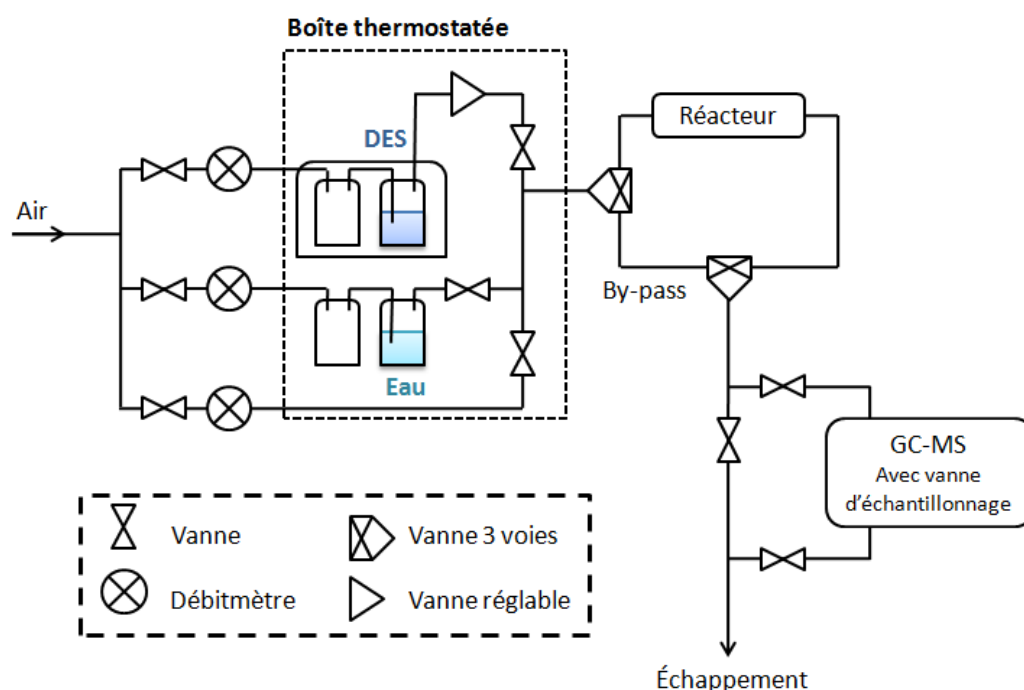 Boîte thermostatée
DES
Réacteur
Air
By-pass
Eau
GC-MS
Avec vanne
d'échantillonnage
Vanne
Vanne 3 voies
Débitmètre
Vanne réglable
Échappement